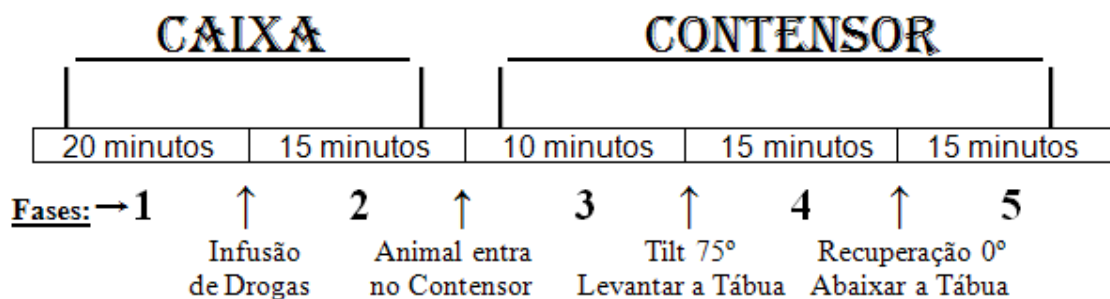 CAIXA CONTENSOR
20 minutos 15 minutos 10 minutos 15 minutos 15 minutos
Fases: → 1 ↑ 2 ↑ 3 ↑ 4 ↑ 5
Infusão Animal entra Tilt 75º Recuperação 0º
de Drogas no Contensor Levantar a Tábua Abaixar a Tábua